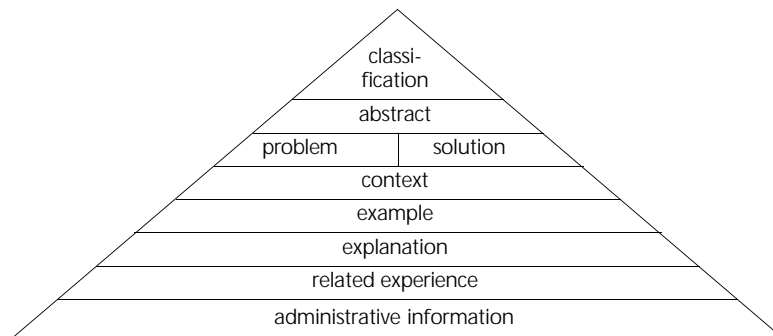 classi-
fication
abstract
problem solution
context
example
explanation
related experience
administrative information